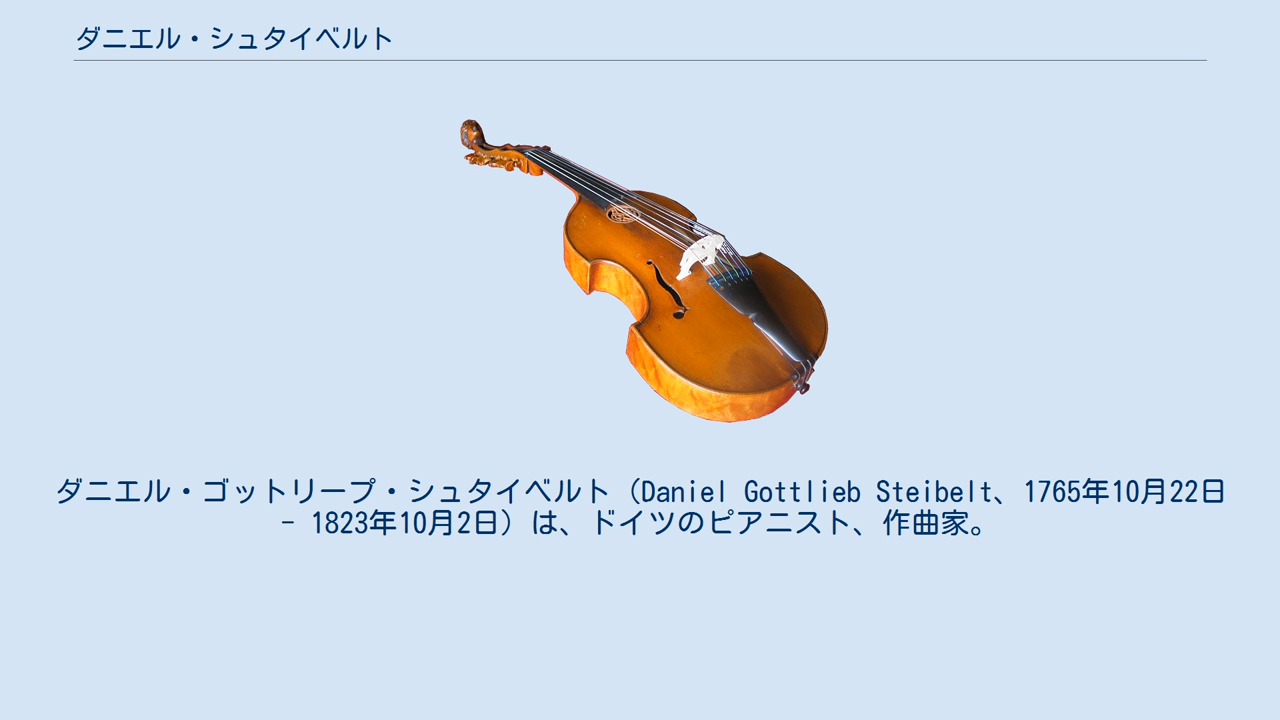 ダニエル・シュタイベルト
ダニエル・ゴットリープ・シュタイベルト（Daniel Gottlieb Steibelt、1765年10月22日
- 1823年10月2日）は、ドイツのピアニスト、作曲家。